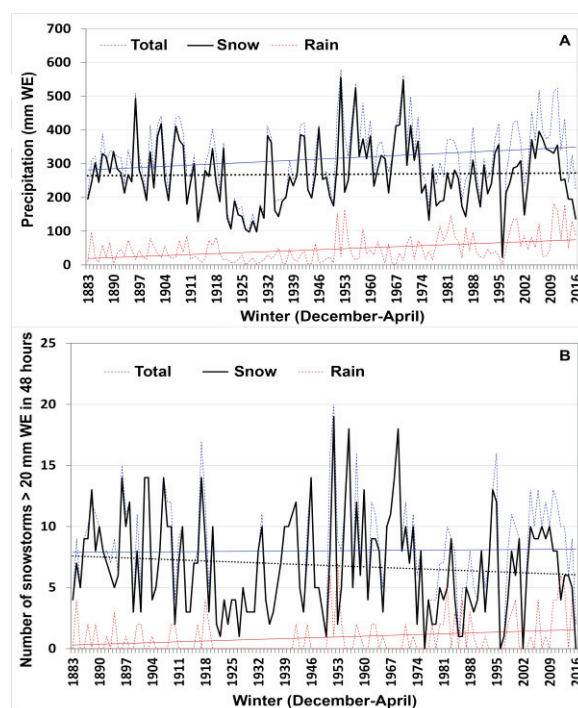 A
Total Snow Rain
Precipitation (mm WE)
700
600
500
400
300
200
100
0
1883 1890 1897 1904 1911 1918 1925 1932 1939 1946 1953 1960 1967 1974 1981 1988 1995 2002 2009 2016
Winter (December-April)
B
Total Snow Rain
Number of snowstorms > 20 mm WE in 48 hours
25
20
15
10
5
0
1883 1890 1897 1904 1911 1918 1925 1932 1939 1946 1953 1960 1967 1974 1981 1988 1995 2002 2009 2016
Winter (December-April)